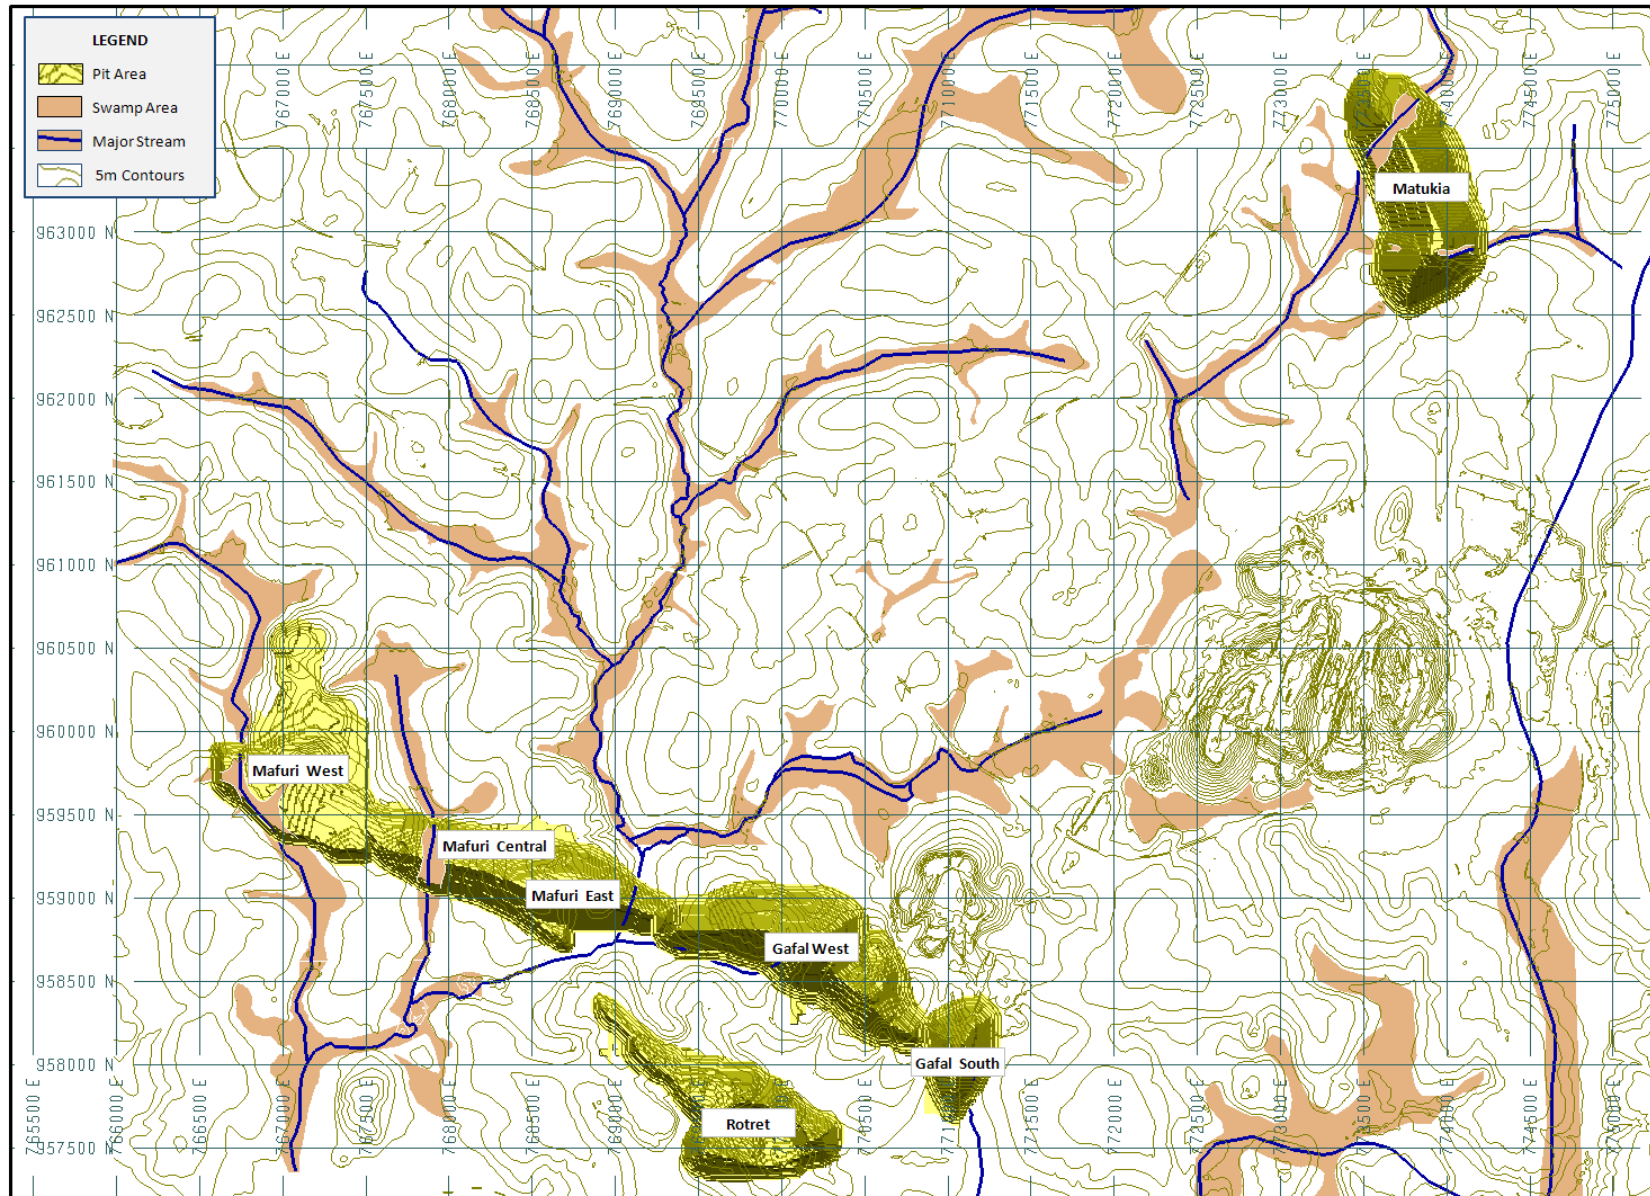 LEGEND
Pit Area
Swamp Area
Major Stream
5m Contours
767000 E
767500 E
768000 E
768500 E
769000 E
769500 E
770000 E
770500 E
771000 E
771500 E
772000 E
772500 E
773000 E
773500 E
774000 E
774500 E
775000 E
Matukia
963000 N
962500 N
962000 N
961500 N
961000 N
960500 N
960000 N
Mafuri West
959500 N
Mafuri Central
959000 N
Mafuri East
Gafal West
958500 N
958000 N
Gafal South
Rotret
957500 N
765500 E
766000 E
766500 E
767000 E
767500 E
768000 E
768500 E
769000 E
770500 E
771500 E
772000 E
772500 E
773000 E
773500 E
774000 E
774500 E
775000 E